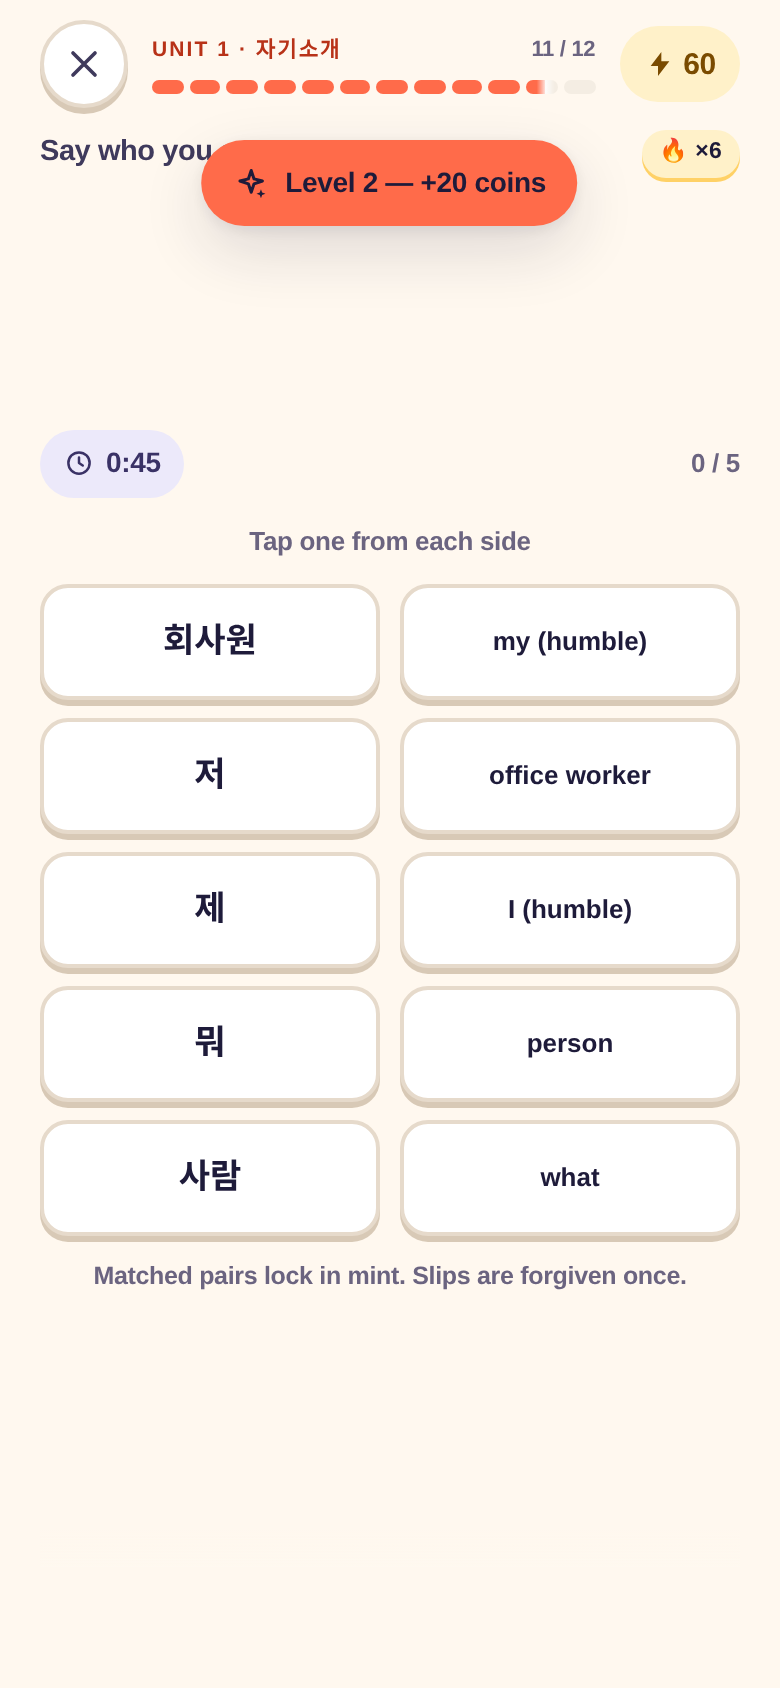 UNIT 1 · 자기소개
11 / 12
60
Say who you
×6
Level 2 — +20 coins
0:45
0 / 5
Tap one from each side
회사원
my (humble)
저
office worker
제
I (humble)
뭐
person
사람
what
Matched pairs lock in mint. Slips are forgiven once.